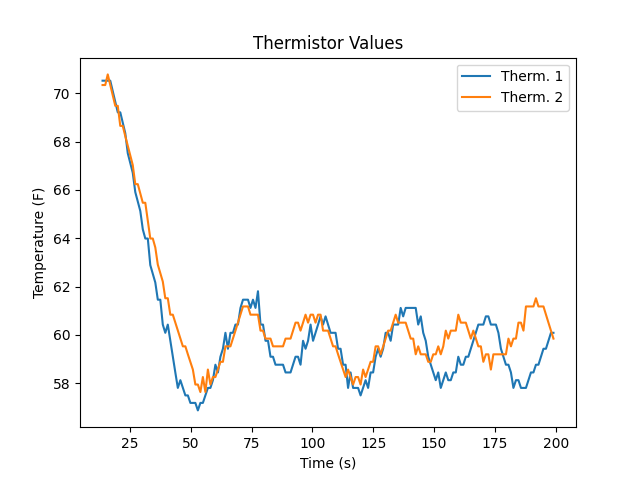 Thermistor Values
Therm. 1
Therm. 2
70
68
66
64
62
60
58
Temperature (F)
25 50 75 100 125 150 175 200
Time (s)